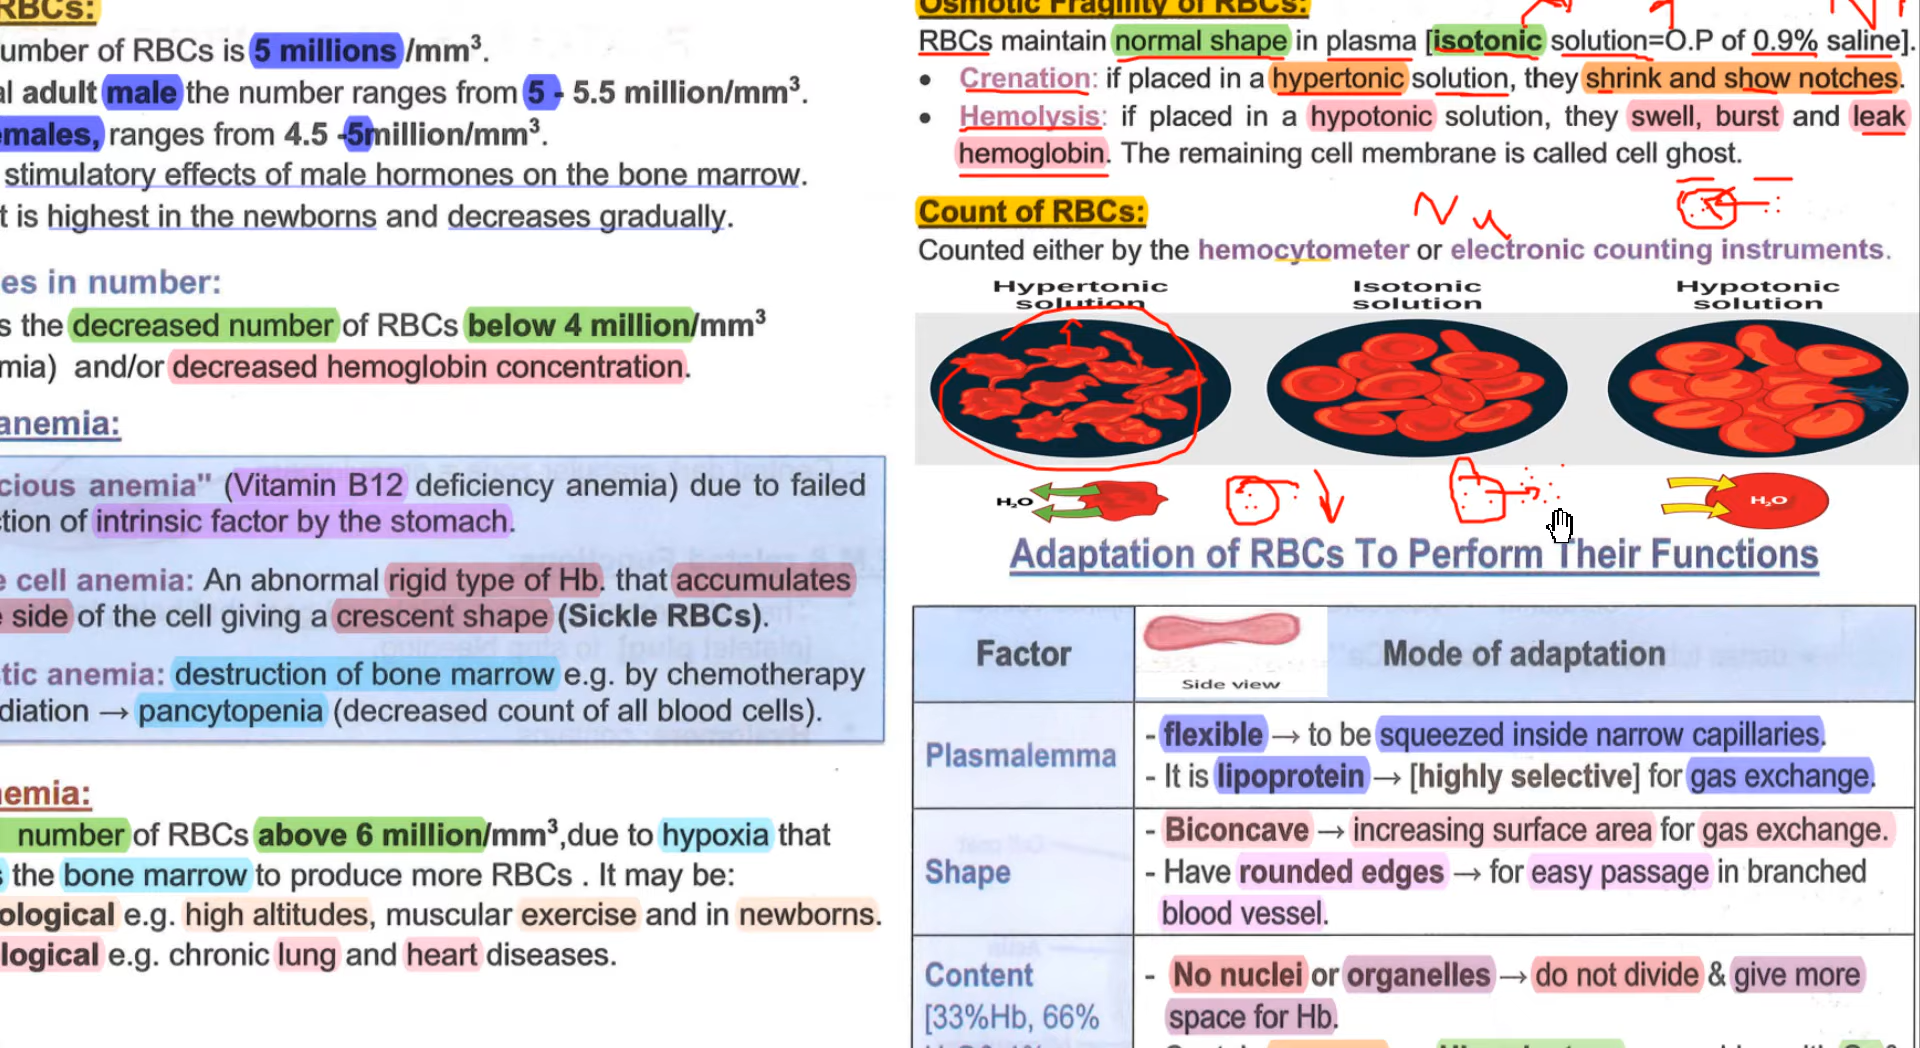 RBCs:
umber of RBCs is 5 millions /mm³.
al adult male the number ranges from 5 - 5.5 million/mm³.
emales, ranges from 4.5 -5million/mm³.
stimulatory effects of male hormones on the bone marrow.
t is highest in the newborns and decreases gradually.
es in number:
s the decreased number of RBCs below 4 million/mm³
mia) and/or decreased hemoglobin concentration.
anemia:
cious anemia" (Vitamin B12 deficiency anemia) due to failed
tion of intrinsic factor by the stomach.
e cell anemia: An abnormal rigid type of Hb. that accumulates
e side of the cell giving a crescent shape (Sickle RBCs).
tic anemia: destruction of bone marrow e.g. by chemotherapy
diation → pancytopenia (decreased count of all blood cells).
nemia:
number of RBCs above 6 million/mm³,due to hypoxia that
s the bone marrow to produce more RBCs . It may be:
ological e.g. high altitudes, muscular exercise and in newborns.
logical e.g. chronic lung and heart diseases.
Osmotic Fragility of RBCs:
RBCs maintain normal shape in plasma [isotonic solution=O.P of 0.9% saline].
• Crenation: if placed in a hypertonic solution, they shrink and show notches.
• Hemolysis: if placed in a hypotonic solution, they swell, burst and leak
hemoglobin. The remaining cell membrane is called cell ghost.
Count of RBCs:
Counted either by the hemocytometer or electronic counting instruments.
Hypertonic solution
Isotonic solution
Hypotonic solution
H₂O
H₂O
Adaptation of RBCs To Perform Their Functions
Factor
Side view
Mode of adaptation
Plasmalemma
- flexible → to be squeezed inside narrow capillaries.
- It is lipoprotein → [highly selective] for gas exchange.
Shape
- Biconcave → increasing surface area for gas exchange.
- Have rounded edges → for easy passage in branched
blood vessel.
Content
[33%Hb, 66%
- No nuclei or organelles → do not divide & give more
space for Hb.